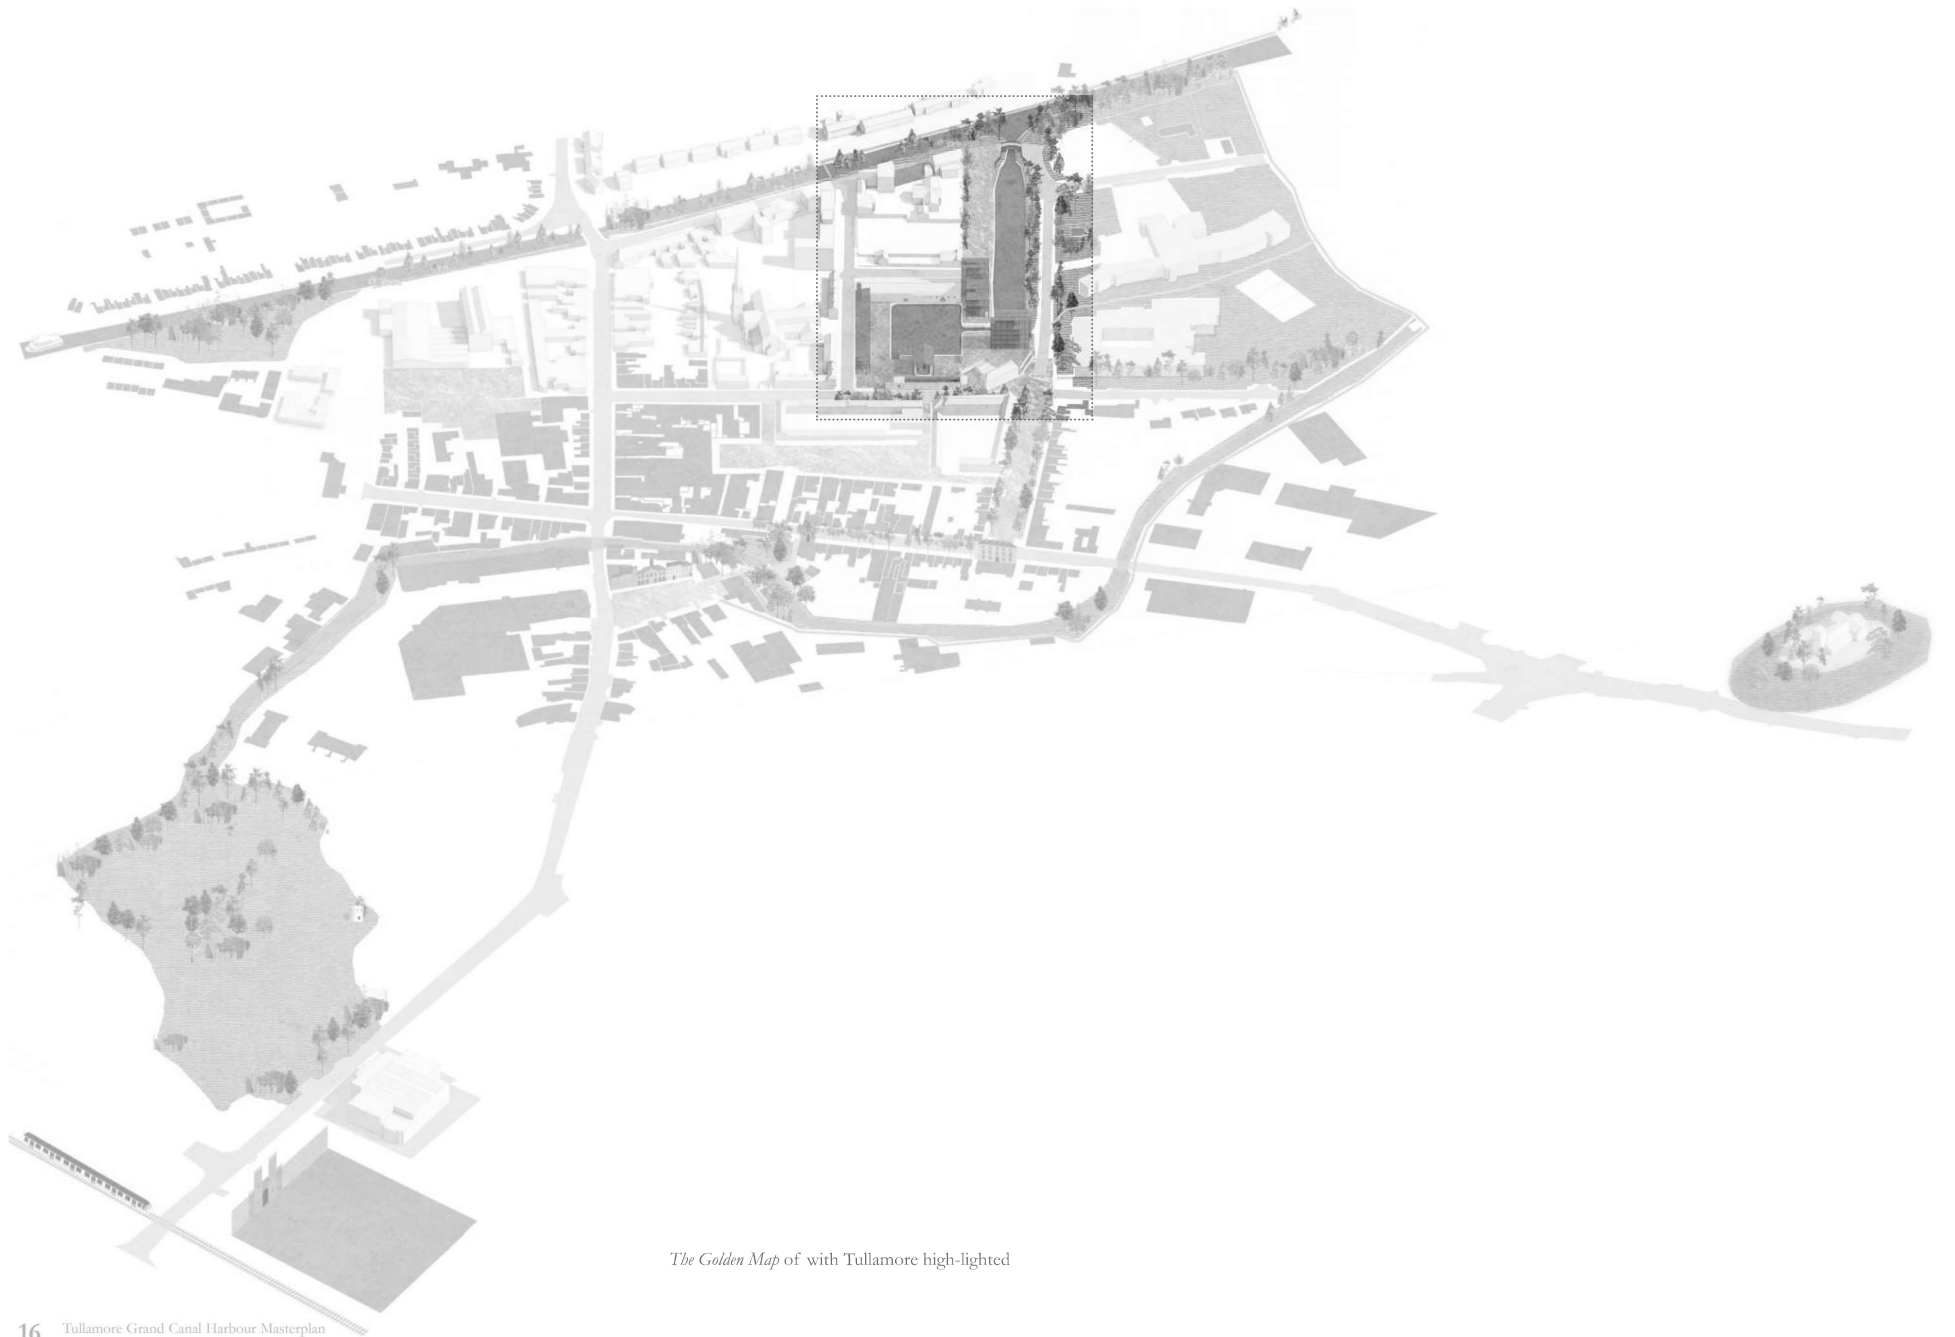 The Golden Map of with Tullamore high-lighted
16 Tullamore Grand Canal Harbour Masterplan